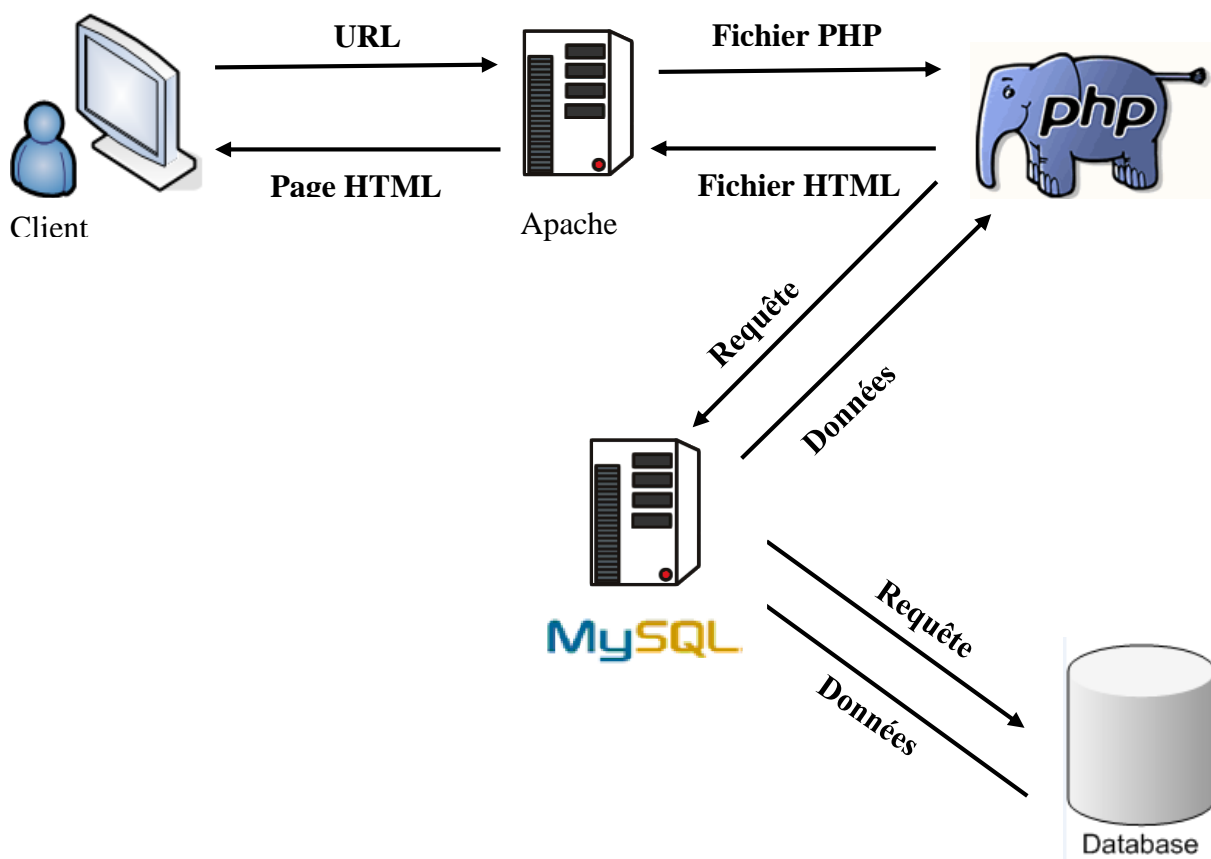 URL
Fichier PHP
php
Page HTML
Fichier HTML
Client
Apache
Requête
Données
MySQL
Requête
Données
Database